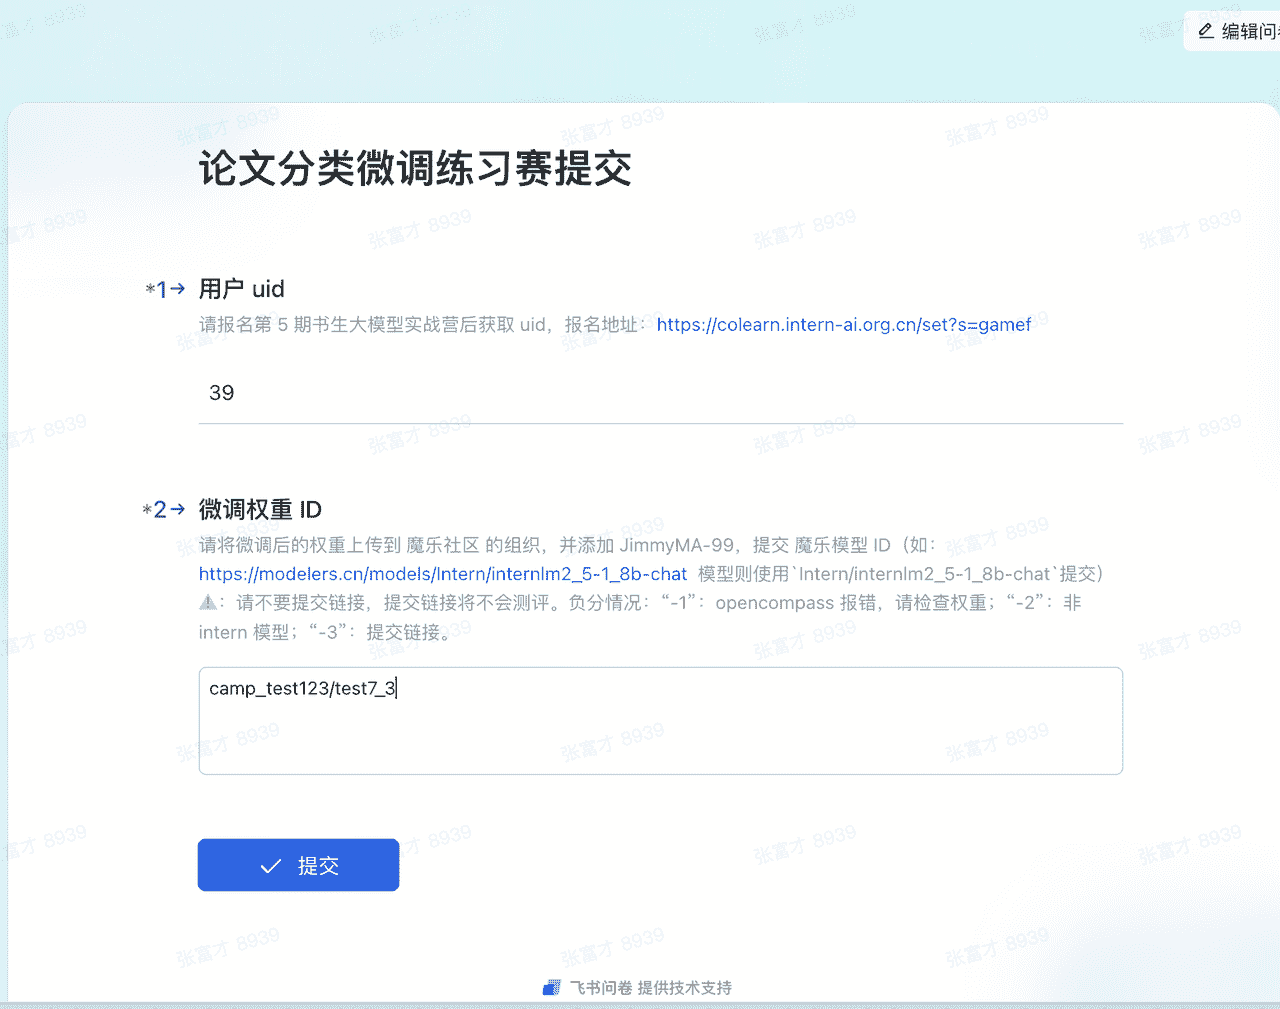 编辑问
论文分类微调练习赛提交
*1→ 用户 uid
请报名第 5 期书生大模型实战营后获取 uid，报名地址：https://colearn.intern-ai.org.cn/set?s=gamef
39
*2→ 微调权重 ID
请将微调后的权重上传到 魔乐社区 的组织，并添加 JimmyMA-99，提交 魔乐模型 ID（如：
https://modelers.cn/models/Intern/internlm2_5-1_8b-chat 模型则使用`Intern/internlm2_5-1_8b-chat`提交）
⚠️：请不要提交链接，提交链接将不会测评。负分情况：“-1”：opencompass 报错，请检查权重；“-2”：非
intern 模型；“-3”：提交链接。
camp_test123/test7_3
提交
飞书问卷 提供技术支持
张富才 8939